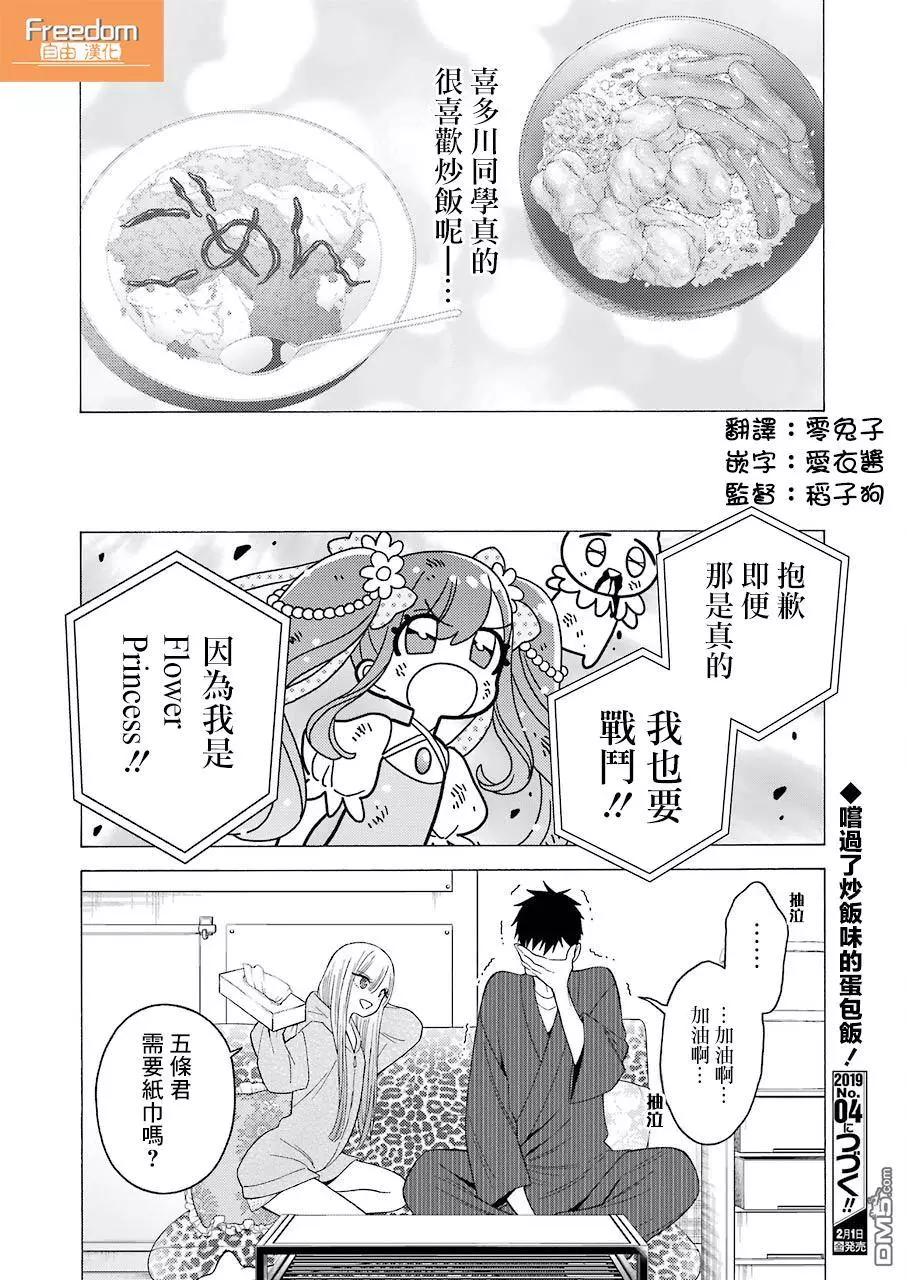 Freedom
自由 漢化
喜多川同學真的
很喜歡炒飯呢—…
ごめん
翻譯：零兔子
嵌字：愛衣醬
監督：稻子狗
抱歉
即便
那是真的
我也要
戰鬥!!
因為我是
Flower
Princess!!
◆嚐過了炒飯味的蛋包飯！
2019
No.
04
に
つづく!!
2月1日
発売
抽泣
…加油啊…
加油啊…
抽泣
五條君
需要紙巾嗎？
DM5.com